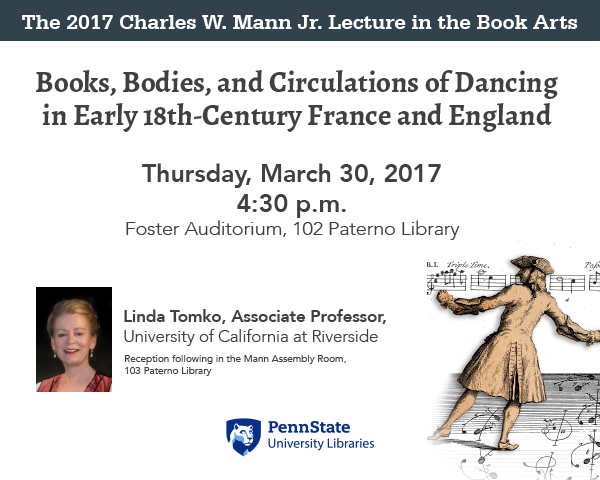 The 2017 Charles W. Mann Jr. Lecture in the Book Arts
Books, Bodies, and Circulations of Dancing
in Early 18th-Century France and England
Thursday, March 30, 2017
4:30 p.m.
Foster Auditorium, 102 Paterno Library
B.T. Triple Time.
4
Linda Tomko, Associate Professor,
University of California at Riverside
Reception following in the Mann Assembly Room,
103 Paterno Library
PennState
University Libraries